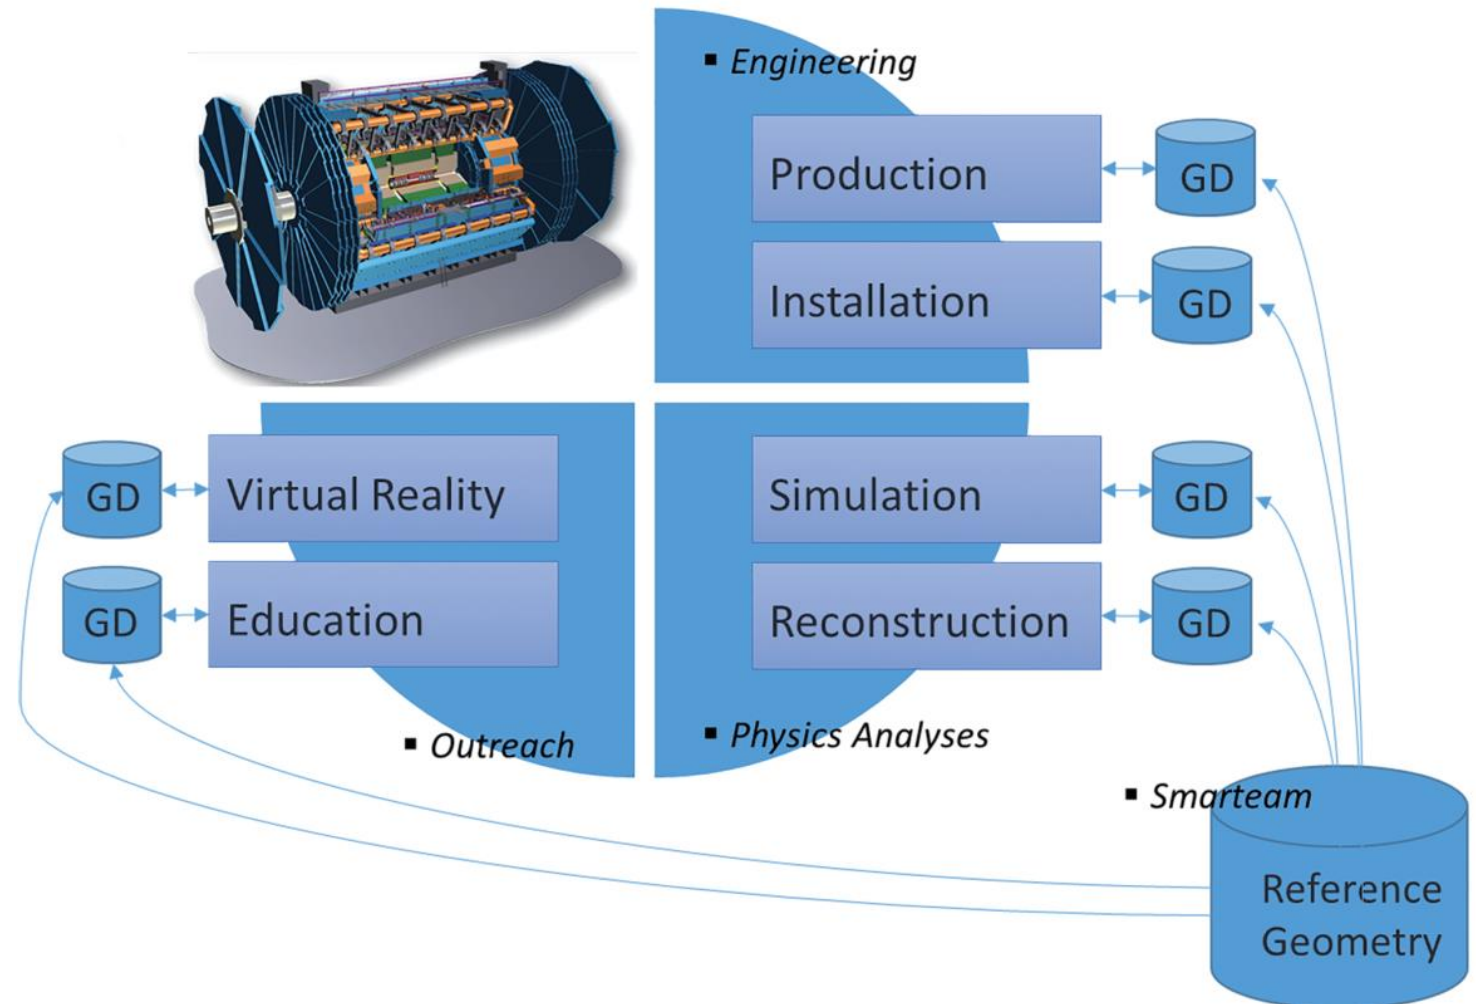 ▪ Engineering
Production
GD
Installation
GD
GD
Virtual Reality
Simulation
GD
GD
Education
Reconstruction
GD
▪ Outreach
▪ Physics Analyses
▪ Smarteam
Reference
Geometry